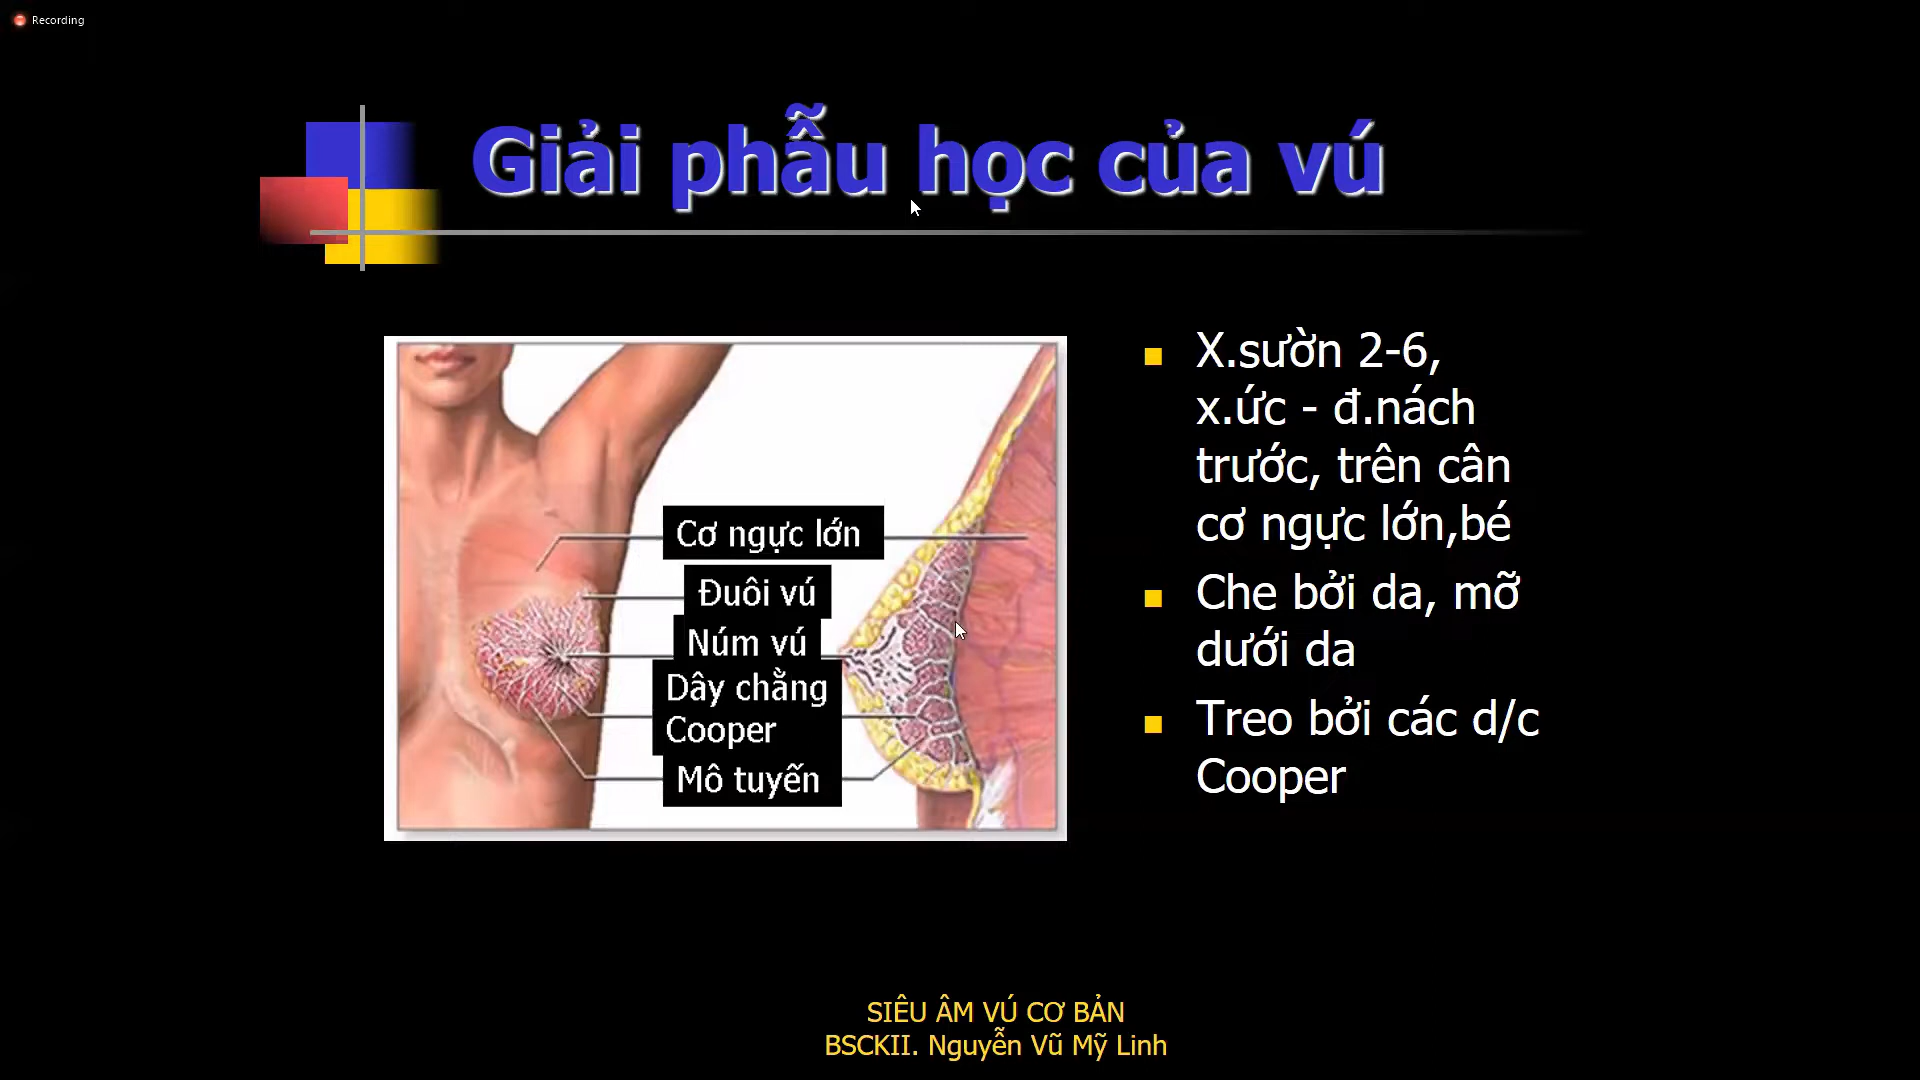 Recording
Giải phẫu học của vú
Cơ ngực lớn
Đuôi vú
Núm vú
Dây chằng
Cooper
Mô tuyến
X.sườn 2-6,
x.ức - đ.nách
trước, trên cân
cơ ngực lớn,bé
Che bởi da, mỡ
dưới da
Treo bởi các d/c
Cooper
SIÊU ÂM VÚ CƠ BẢN
BSCKII. Nguyễn Vũ Mỹ Linh